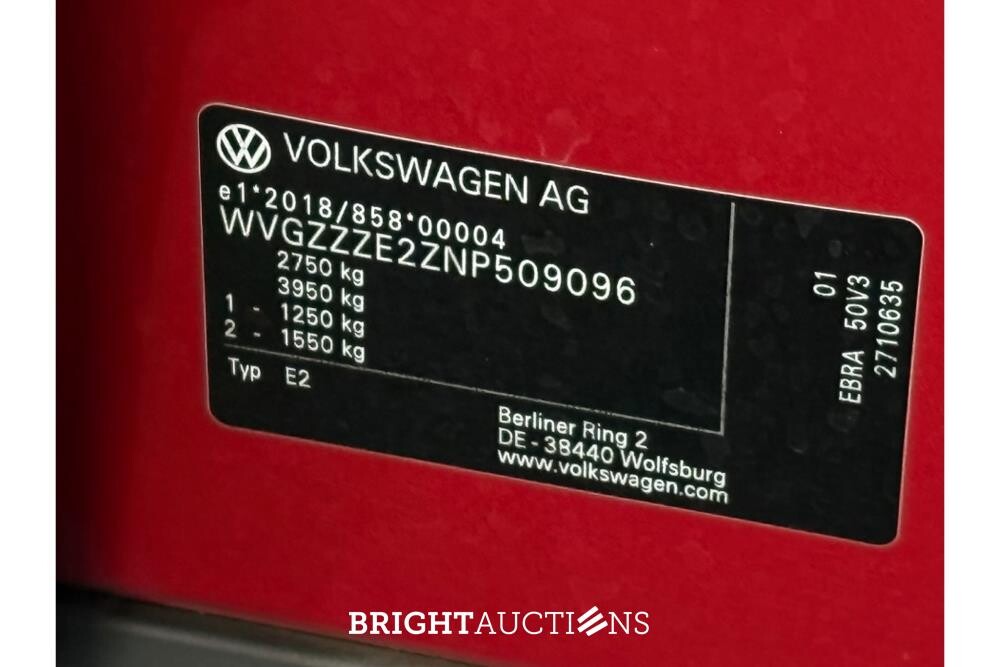 VOLKSWAGEN AG
e1*2018/858*00004
WVGZZZE2ZNP509096
2750 kg
3950 kg
1 - 1250 kg
2 - 1550 kg
Typ E2
Berliner Ring 2
DE - 38440 Wolfsburg
www.volkswagen.com
01
EBRA 50V3
2710635
BRIGHTAUCTIONS